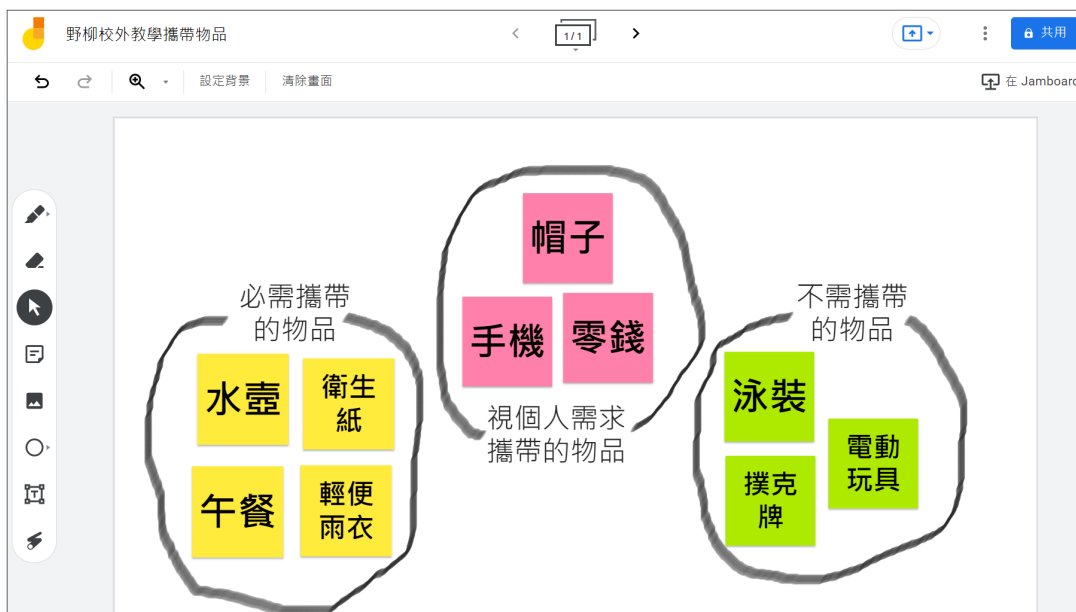 野柳校外教學攜帶物品
1/1
共用
設定背景
清除畫面
在 Jamboard
帽子
手機
零錢
視個人需求
攜帶的物品
必需攜帶
的物品
水壺
衛生
紙
午餐
輕便
雨衣
不需攜帶
的物品
泳裝
電動
玩具
撲克
牌